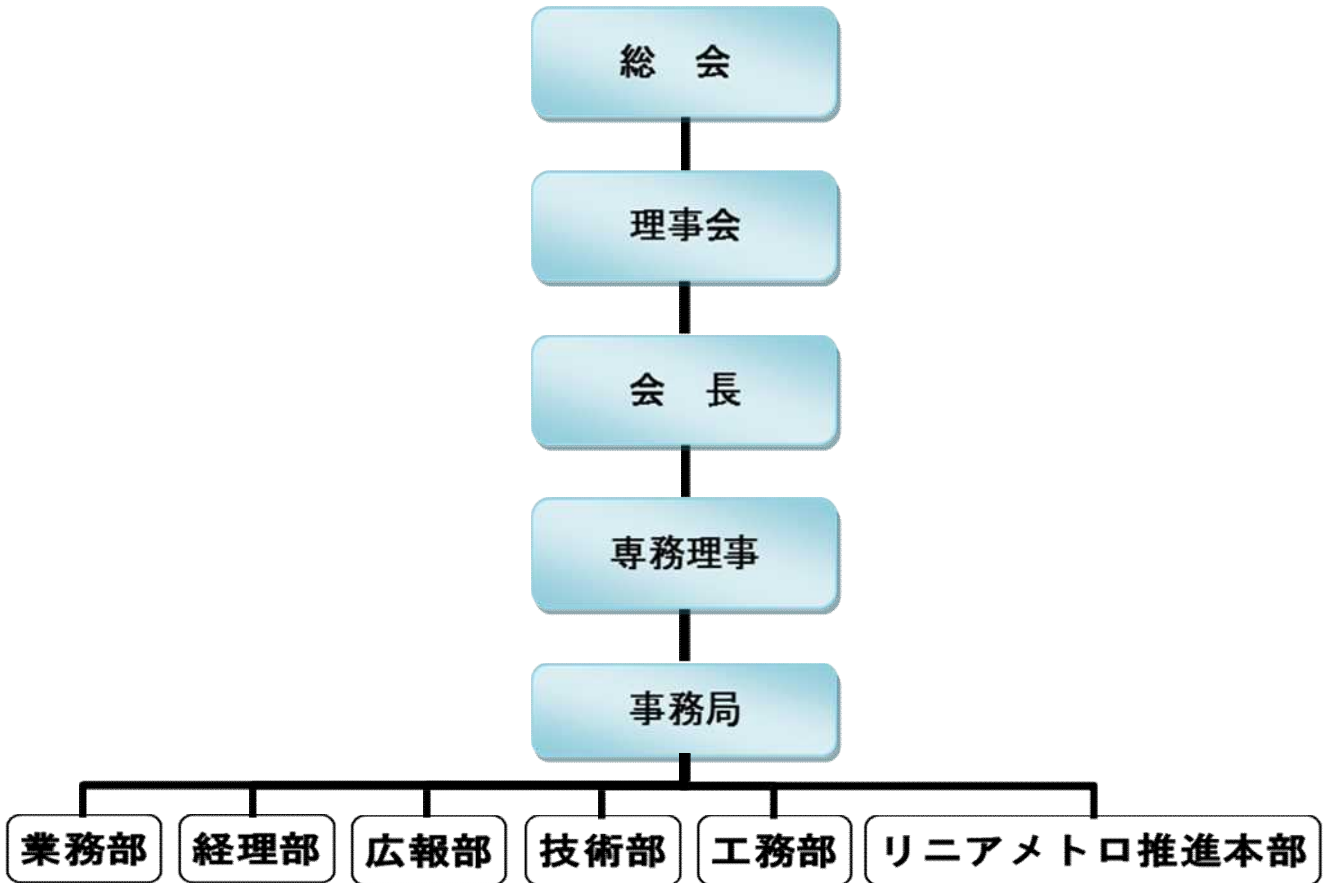 総　会
理事会
会　長
専務理事
事務局
業務部
経理部
広報部
技術部
工務部
リニアメトロ推進本部